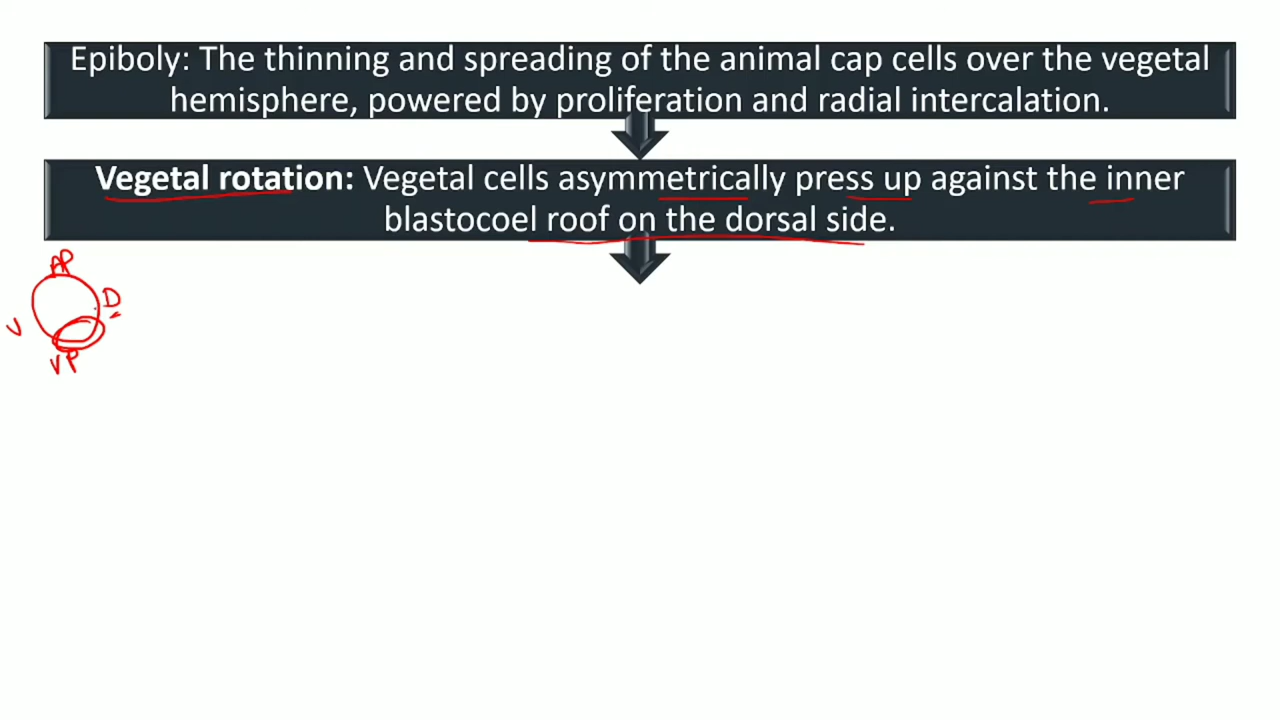 Epiboly: The thinning and spreading of the animal cap cells over the vegetal
hemisphere, powered by proliferation and radial intercalation.
Vegetal rotation: Vegetal cells asymmetrically press up against the inner
blastocoel roof on the dorsal side.
AP
D
V
VP